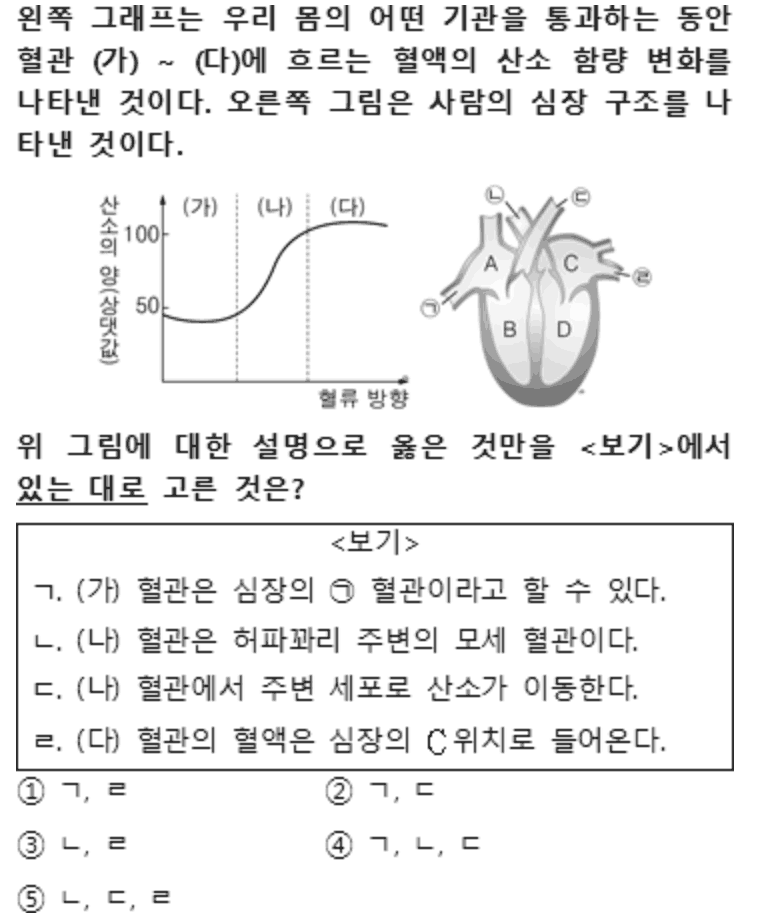 왼쪽 그래프는 우리 몸의 어떤 기관을 통과하는 동안
혈관 (가) ~ (다)에 흐르는 혈액의 산소 함량 변화를
나타낸 것이다. 오른쪽 그림은 사람의 심장 구조를 나
타낸 것이다.
산소의 양(상댓값)
100
50
(가)
(나)
(다)
혈류 방향
㉠
㉡
㉢
㉣
A
B
C
D
위 그림에 대한 설명으로 옳은 것만을 <보기>에서
있는 대로 고른 것은?
<보기>
ㄱ. (가) 혈관은 심장의 ㉠ 혈관이라고 할 수 있다.
ㄴ. (나) 혈관은 허파꽈리 주변의 모세 혈관이다.
ㄷ. (나) 혈관에서 주변 세포로 산소가 이동한다.
ㄹ. (다) 혈관의 혈액은 심장의 C위치로 들어온다.
① ㄱ, ㄹ
② ㄱ, ㄷ
③ ㄴ, ㄹ
④ ㄱ, ㄴ, ㄷ
⑤ ㄴ, ㄷ, ㄹ